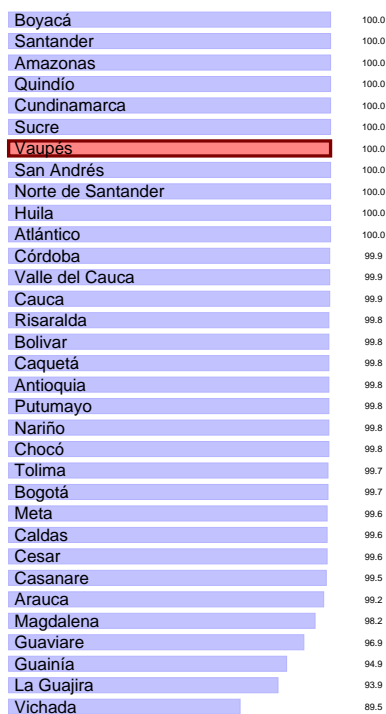 Boyacá 100.0
Santander 100.0
Amazonas 100.0
Quindío 100.0
Cundinamarca 100.0
Sucre 100.0
Vaupés 100.0
San Andrés 100.0
Norte de Santander 100.0
Huila 100.0
Atlántico 100.0
Córdoba 99.9
Valle del Cauca 99.9
Cauca 99.9
Risaralda 99.8
Bolivar 99.8
Caquetá 99.8
Antioquia 99.8
Putumayo 99.8
Nariño 99.8
Chocó 99.8
Tolima 99.7
Bogotá 99.7
Meta 99.6
Caldas 99.6
Cesar 99.6
Casanare 99.5
Arauca 99.2
Magdalena 98.2
Guaviare 96.9
Guainía 94.9
La Guajira 93.9
Vichada 89.5